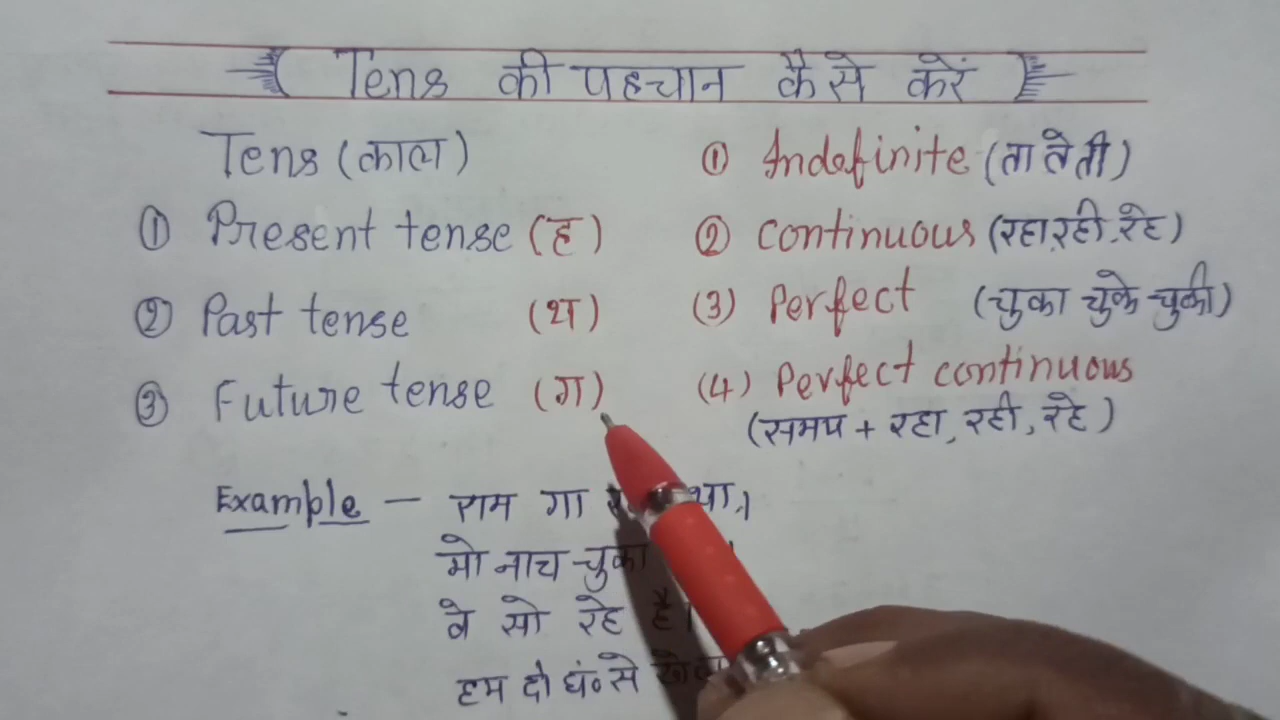 Tens की पहचान कैसे करें
Tens (काल)
① Present tense (ह)
② Past tense (थ)
③ Future tense (ग)
① Indefinite (ता ते ती)
② Continuous (रहा, रही, रहे)
(3) Perfect (चुका चुके चुकी)
(4) Perfect continuous
(समय + रहा, रही, रहे)
Example — राम गा था।
नाच चुका
वे सो रहे है।
हम दो घं॰ से